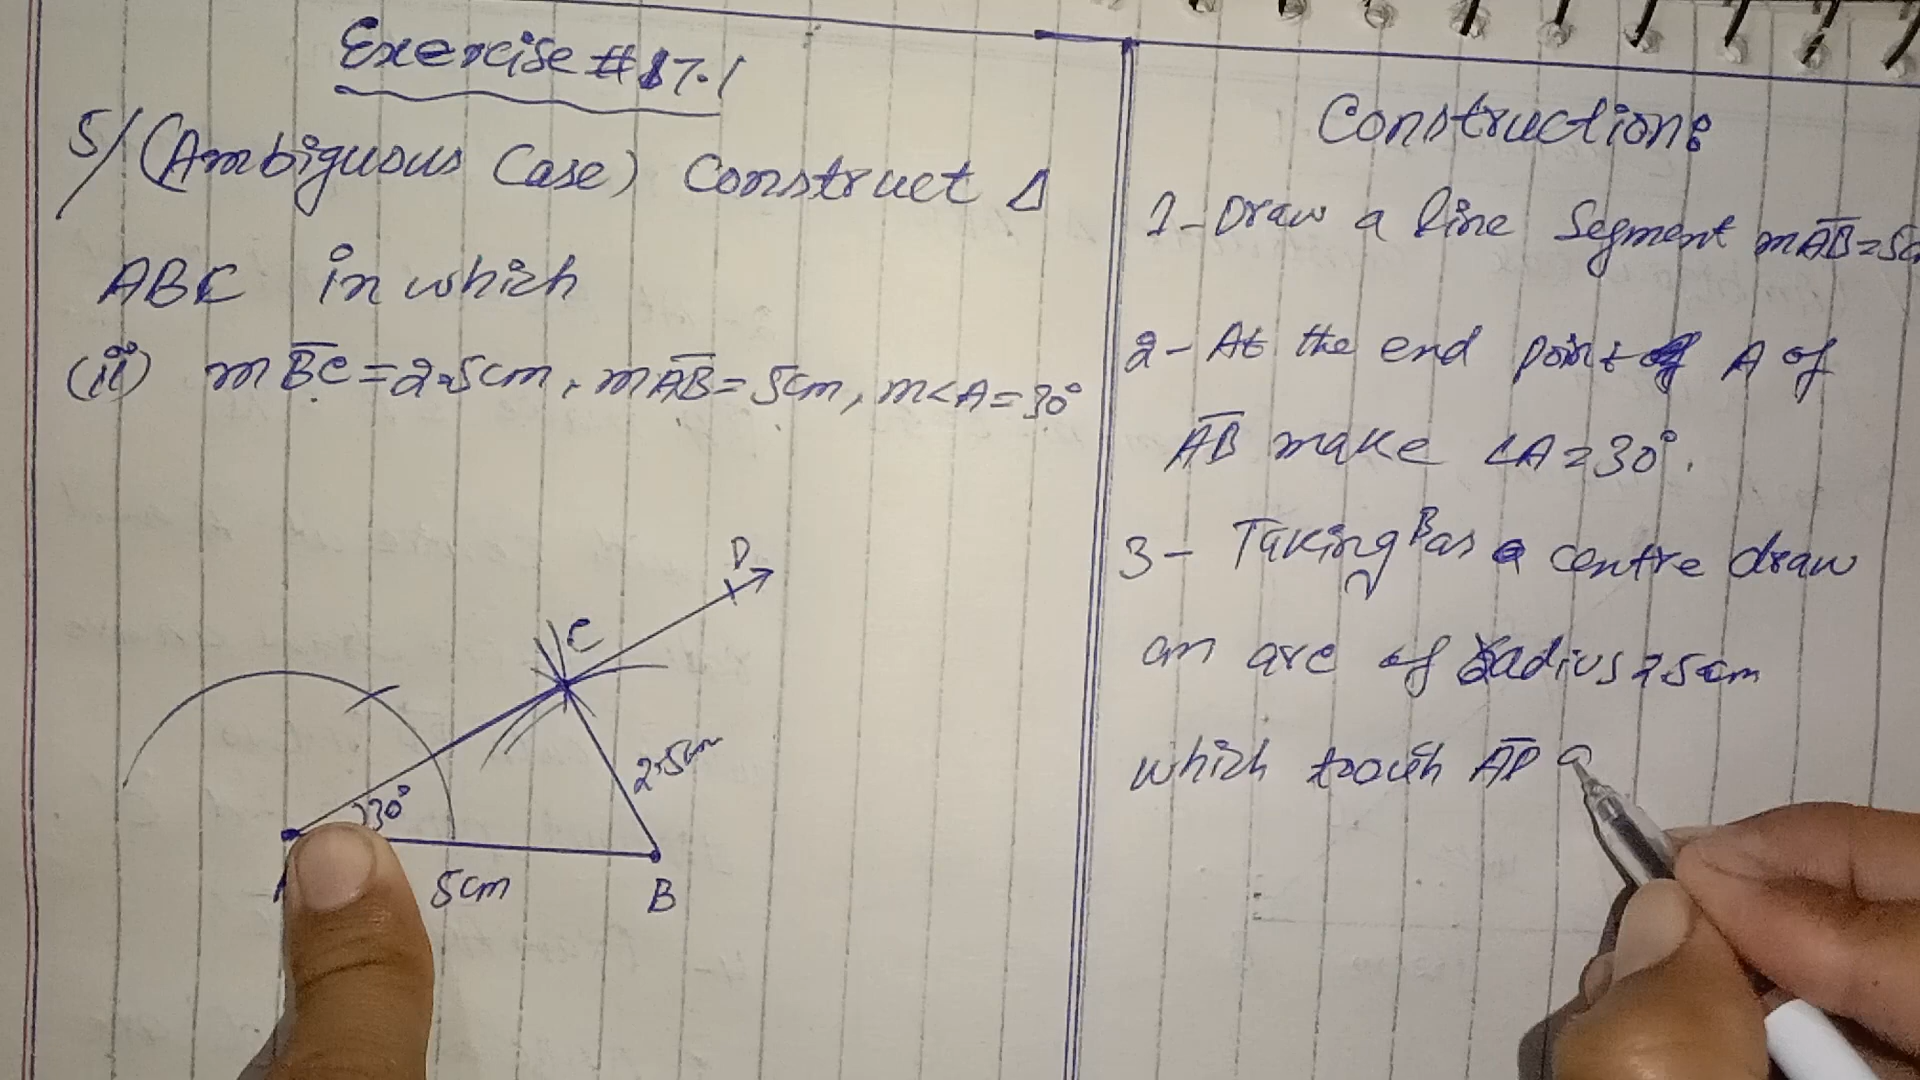 Exercise # 17.1
5/ (Ambiguous Case) Construct Δ
ABC in which
(ii) mBC = 2.5cm, mAB = 5cm, m<A = 30°
D
C
2.5cm
30°
5cm
B
Construction:
1- Draw a line Segment mAB = 5c
2- At the end point of A of
AB make <A = 30°.
3- Taking B as a centre draw
an arc of radius 2.5cm
which touch AD